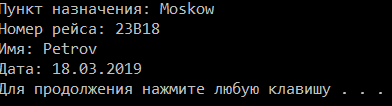 Пункт назначения: Moskow
Номер рейса: 23B18
Имя: Petrov
Дата: 18.03.2019
Для продолжения нажмите любую клавишу . . .